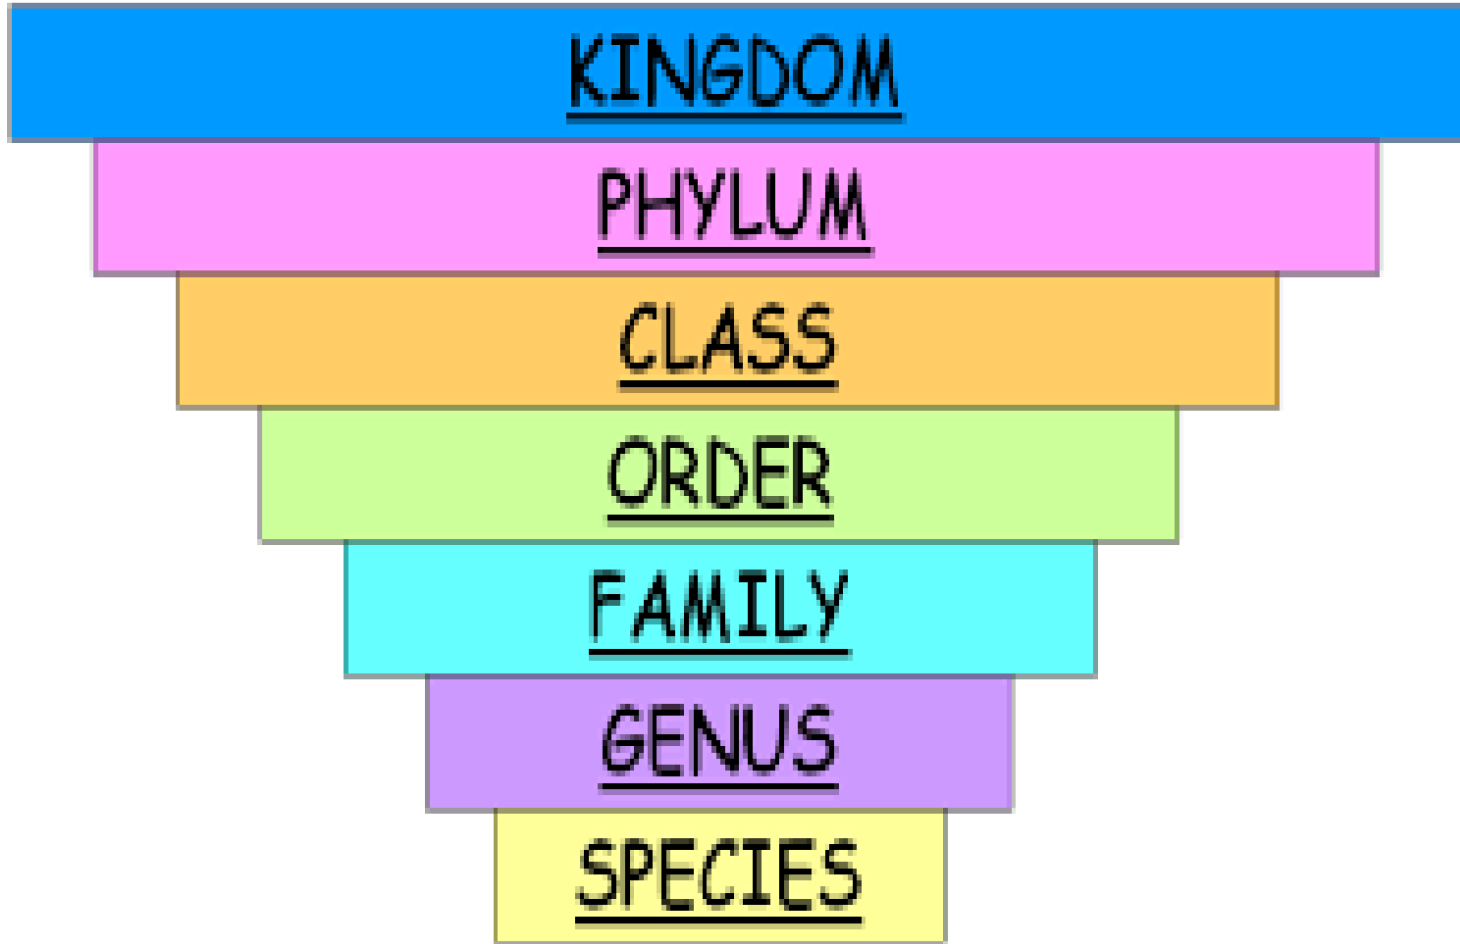 KINGDOM
PHYLUM
CLASS
ORDER
FAMILY
GENUS
SPECIES